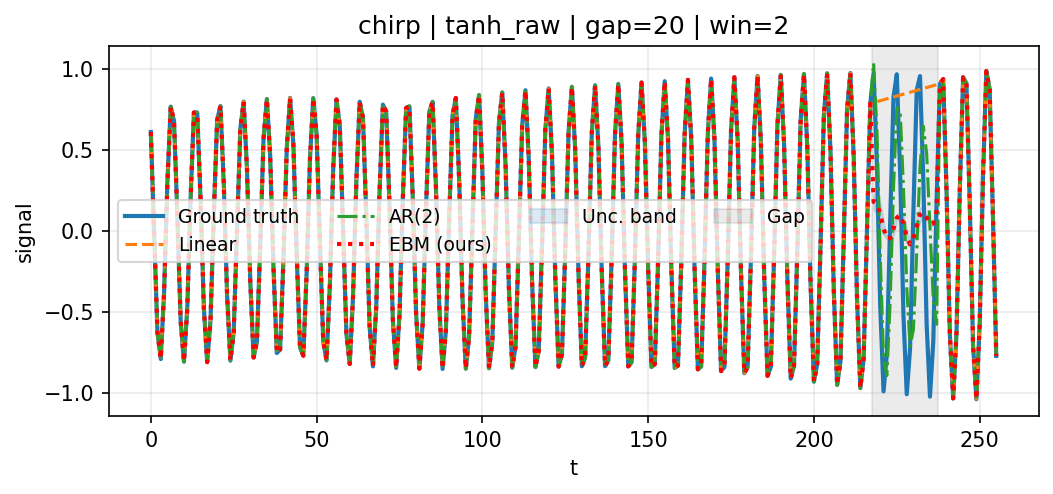 chirp | tanh_raw | gap=20 | win=2
1.0
0.5
0.0
−0.5
−1.0
signal
Ground truth AR(2) Unc. band Gap
Linear EBM (ours)
0 50 100 150 200 250
t